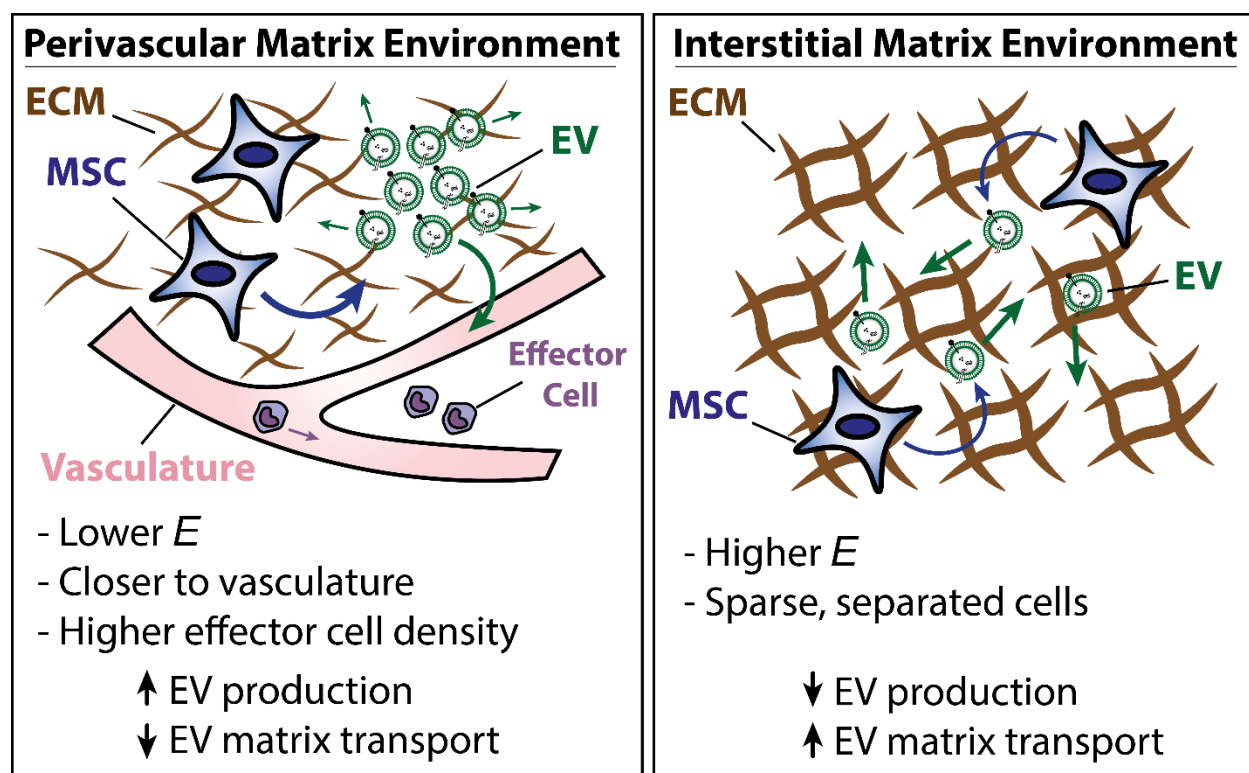 Perivascular Matrix Environment
ECM
MSC
EV
Effector
Cell
Vasculature
- Lower E
- Closer to vasculature
- Higher effector cell density
↑ EV production
↓ EV matrix transport
Interstitial Matrix Environment
ECM
EV
MSC
- Higher E
- Sparse, separated cells
↓ EV production
↑ EV matrix transport